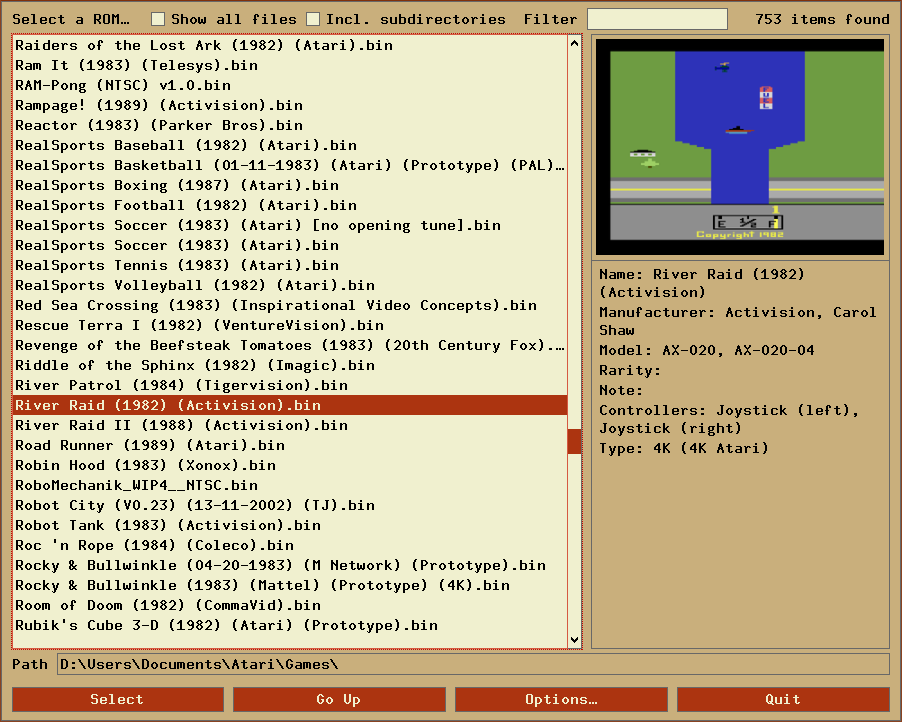 Select a ROM… Show all files Incl. subdirectories Filter 753 items found
Raiders of the Lost Ark (1982) (Atari).bin
Ram It (1983) (Telesys).bin
RAM-Pong (NTSC) v1.0.bin
Rampage! (1989) (Activision).bin
Reactor (1983) (Parker Bros).bin
RealSports Baseball (1982) (Atari).bin
RealSports Basketball (01-11-1983) (Atari) (Prototype) (PAL)…
RealSports Boxing (1987) (Atari).bin
RealSports Football (1982) (Atari).bin
RealSports Soccer (1983) (Atari) [no opening tune].bin
RealSports Soccer (1983) (Atari).bin
RealSports Tennis (1983) (Atari).bin
RealSports Volleyball (1982) (Atari).bin
Red Sea Crossing (1983) (Inspirational Video Concepts).bin
Rescue Terra I (1982) (VentureVision).bin
Revenge of the Beefsteak Tomatoes (1983) (20th Century Fox).…
Riddle of the Sphinx (1982) (Imagic).bin
River Patrol (1984) (Tigervision).bin
River Raid (1982) (Activision).bin
River Raid II (1988) (Activision).bin
Road Runner (1989) (Atari).bin
Robin Hood (1983) (Xonox).bin
RoboMechanik_WIP4__NTSC.bin
Robot City (V0.23) (13-11-2002) (TJ).bin
Robot Tank (1983) (Activision).bin
Roc 'n Rope (1984) (Coleco).bin
Rocky & Bullwinkle (04-20-1983) (M Network) (Prototype).bin
Rocky & Bullwinkle (1983) (Mattel) (Prototype) (4K).bin
Room of Doom (1982) (CommaVid).bin
Rubik's Cube 3-D (1982) (Atari) (Prototype).bin
FUEL
1
E 1/2 F
Copyright 1982
Name: River Raid (1982)
(Activision)
Manufacturer: Activision, Carol
Shaw
Model: AX-020, AX-020-04
Rarity:
Note:
Controllers: Joystick (left),
Joystick (right)
Type: 4K (4K Atari)
Path D:\Users\Documents\Atari\Games\
Select Go Up Options… Quit